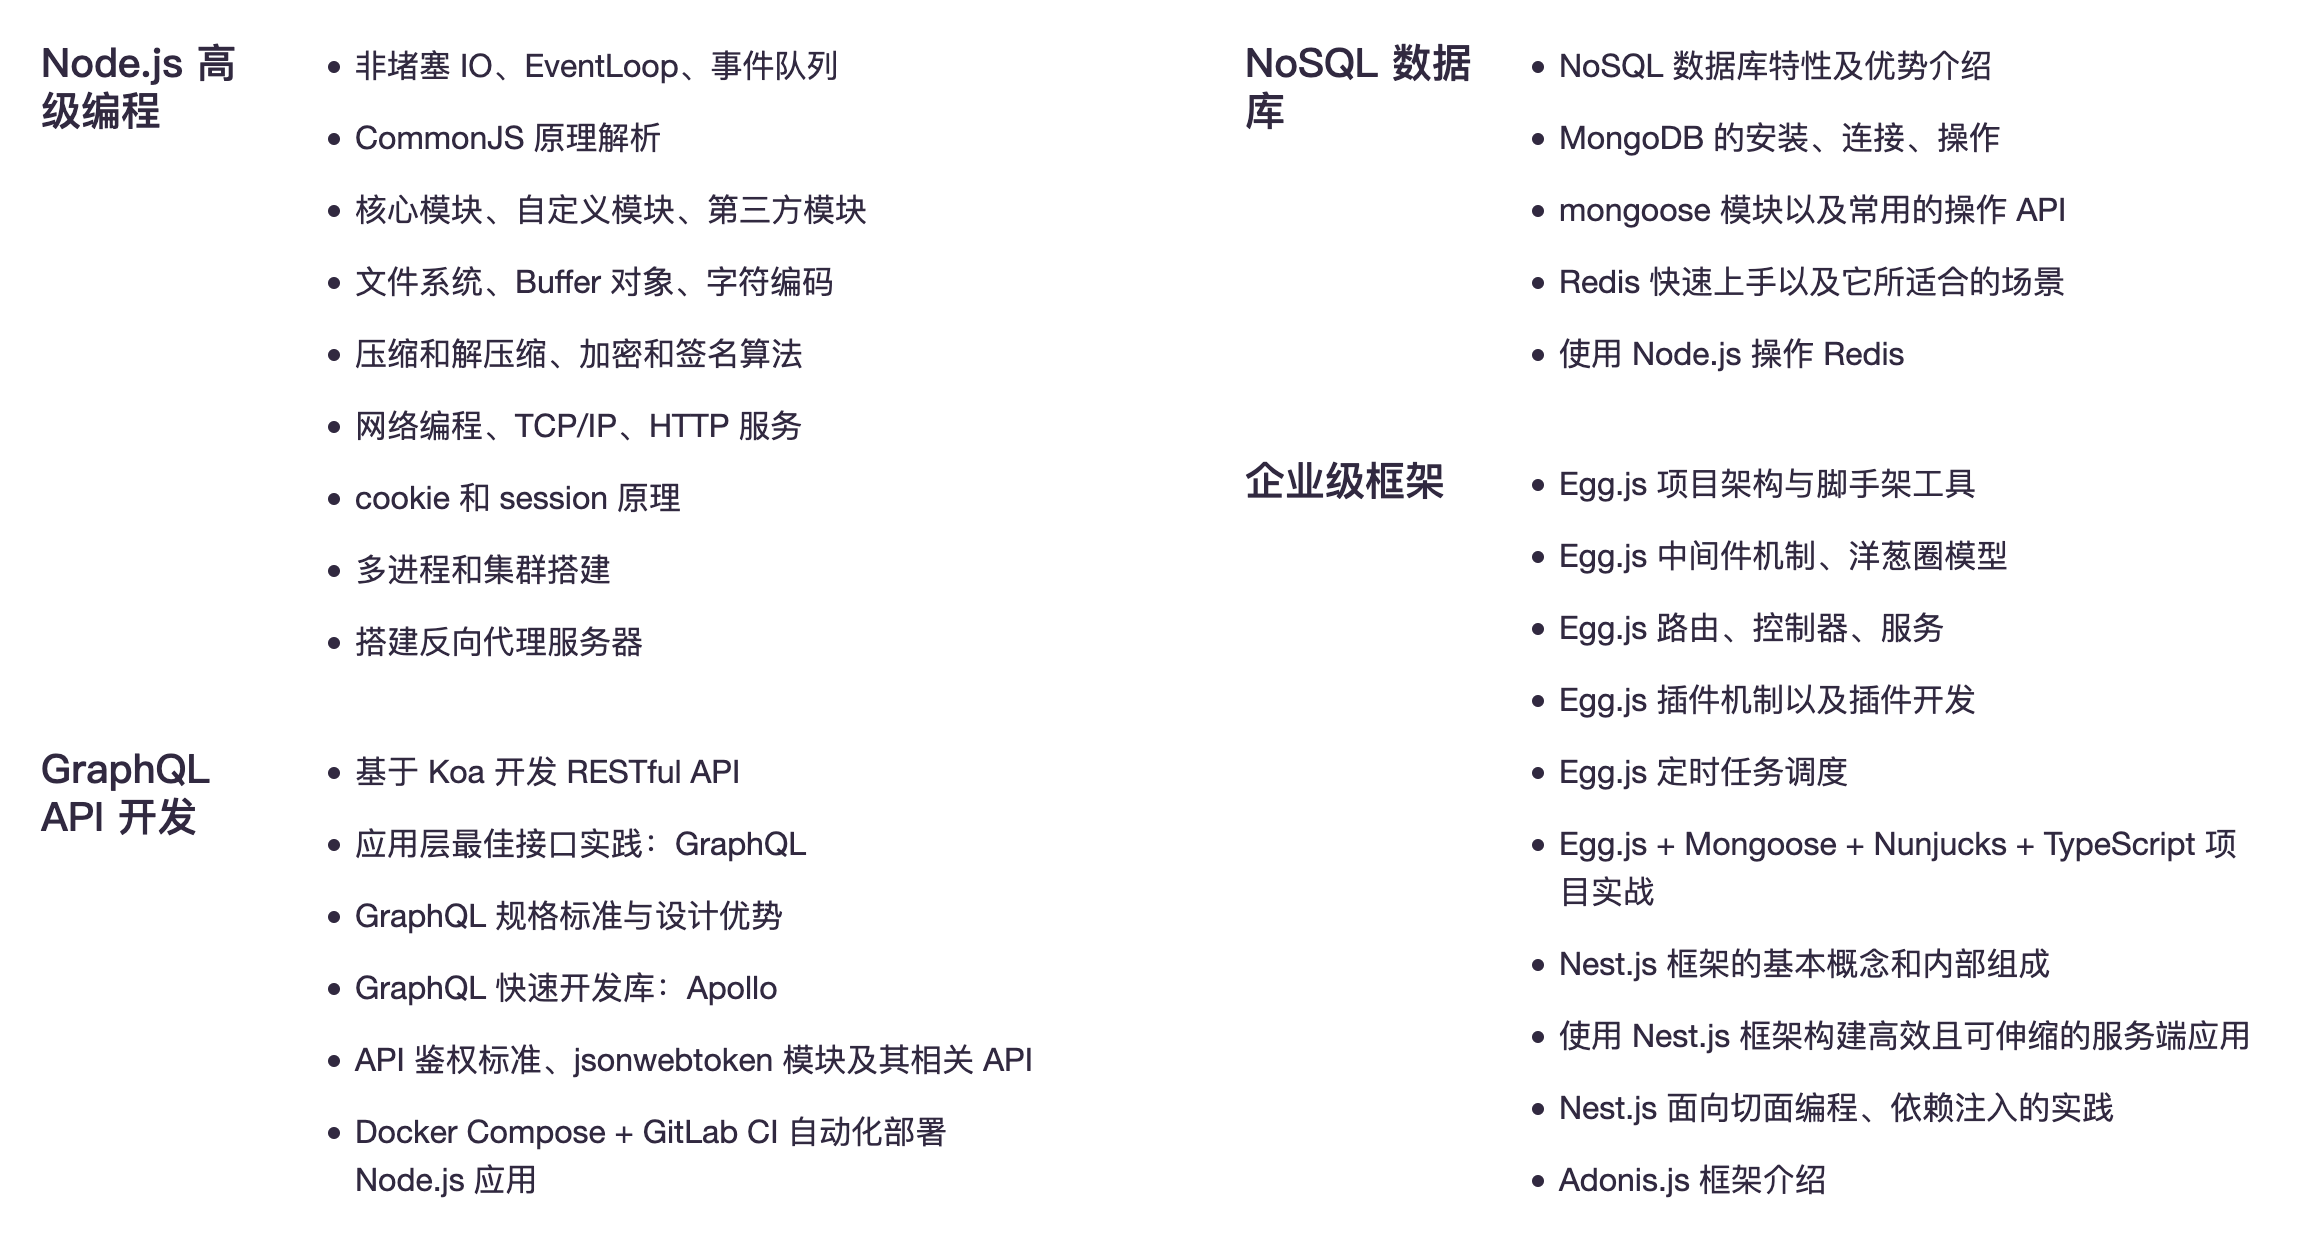 Node.js 高
级编程
• 非堵塞 IO、EventLoop、事件队列
• CommonJS 原理解析
• 核心模块、自定义模块、第三方模块
• 文件系统、Buffer 对象、字符编码
• 压缩和解压缩、加密和签名算法
• 网络编程、TCP/IP、HTTP 服务
• cookie 和 session 原理
• 多进程和集群搭建
• 搭建反向代理服务器
GraphQL
API 开发
• 基于 Koa 开发 RESTful API
• 应用层最佳接口实践：GraphQL
• GraphQL 规格标准与设计优势
• GraphQL 快速开发库：Apollo
• API 鉴权标准、jsonwebtoken 模块及其相关 API
• Docker Compose + GitLab CI 自动化部署
Node.js 应用
NoSQL 数据
库
• NoSQL 数据库特性及优势介绍
• MongoDB 的安装、连接、操作
• mongoose 模块以及常用的操作 API
• Redis 快速上手以及它所适合的场景
• 使用 Node.js 操作 Redis
企业级框架
• Egg.js 项目架构与脚手架工具
• Egg.js 中间件机制、洋葱圈模型
• Egg.js 路由、控制器、服务
• Egg.js 插件机制以及插件开发
• Egg.js 定时任务调度
• Egg.js + Mongoose + Nunjucks + TypeScript 项
目实战
• Nest.js 框架的基本概念和内部组成
• 使用 Nest.js 框架构建高效且可伸缩的服务端应用
• Nest.js 面向切面编程、依赖注入的实践
• Adonis.js 框架介绍